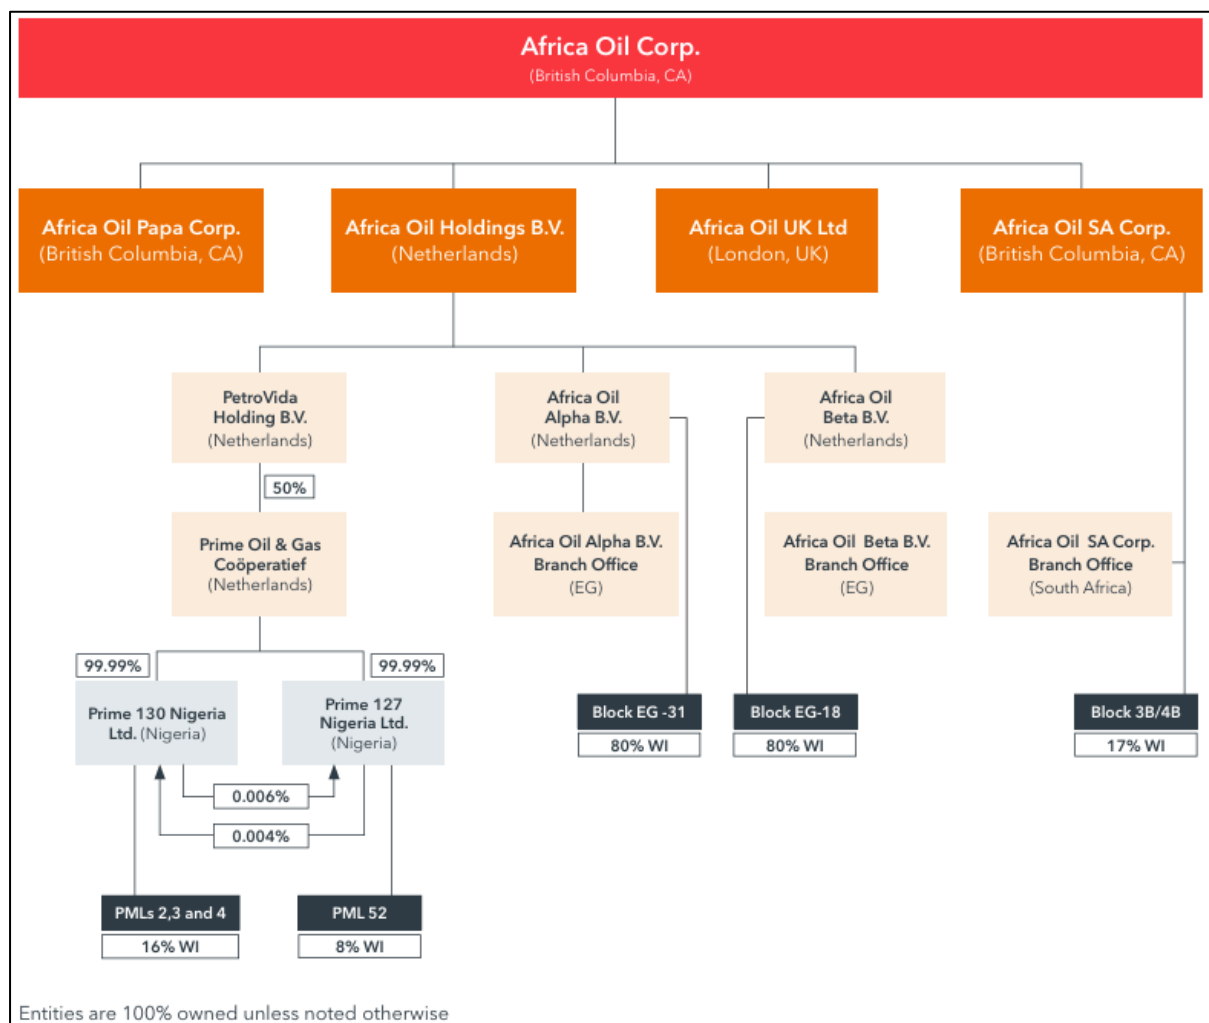 Africa Oil Corp.
(British Columbia, CA)
Africa Oil Papa Corp.
(British Columbia, CA)
Africa Oil Holdings B.V.
(Netherlands)
Africa Oil UK Ltd
(London, UK)
Africa Oil SA Corp.
(British Columbia, CA)
PetroVida
Holding B.V.
(Netherlands)
Africa Oil
Alpha B.V.
(Netherlands)
Africa Oil
Beta B.V.
(Netherlands)
50%
Prime Oil & Gas
Coöperatief
(Netherlands)
Africa Oil Alpha B.V.
Branch Office
(EG)
Africa Oil Beta B.V.
Branch Office
(EG)
Africa Oil SA Corp.
Branch Office
(South Africa)
99.99%
99.99%
Prime 130 Nigeria
Ltd. (Nigeria)
Prime 127
Nigeria Ltd.
(Nigeria)
Block EG -31
80% WI
Block EG-18
80% WI
Block 3B/4B
17% WI
0.006%
0.004%
PMLs 2,3 and 4
16% WI
PML 52
8% WI
Entities are 100% owned unless noted otherwise